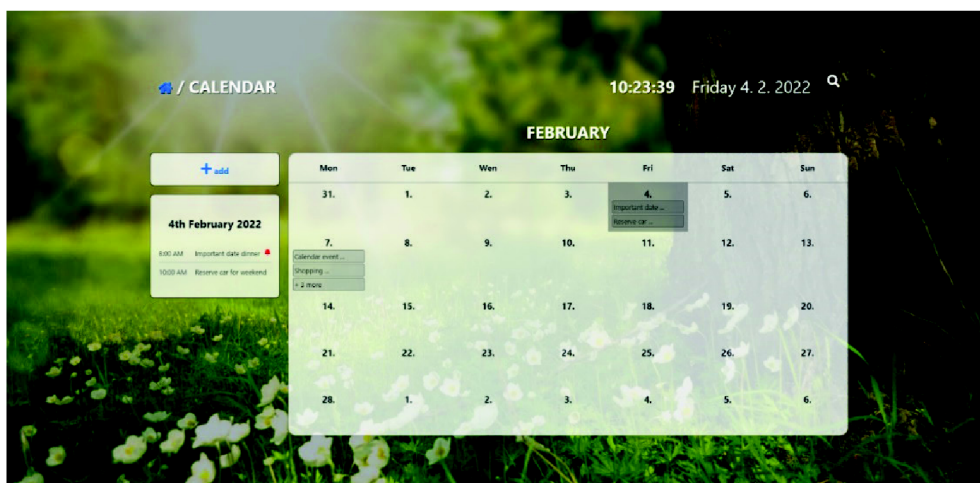 / CALENDAR
10:23:39 Friday 4. 2. 2022
FEBRUARY
+ add
Mon Tue Wen Thu Fri Sat Sun
31. 1. 2. 3. 4. 5. 6.
Important date ...
Reserve car ...
4th February 2022
6:00 AM Important date dinner
10:00 AM Reserve car for weekend
7. 8. 9. 10. 11. 12. 13.
Calendar event ...
Shopping ...
+ 2 more
14. 15. 16. 17. 18. 19. 20.
21. 22. 23. 24. 25. 26. 27.
28. 1. 2. 3. 4. 5. 6.